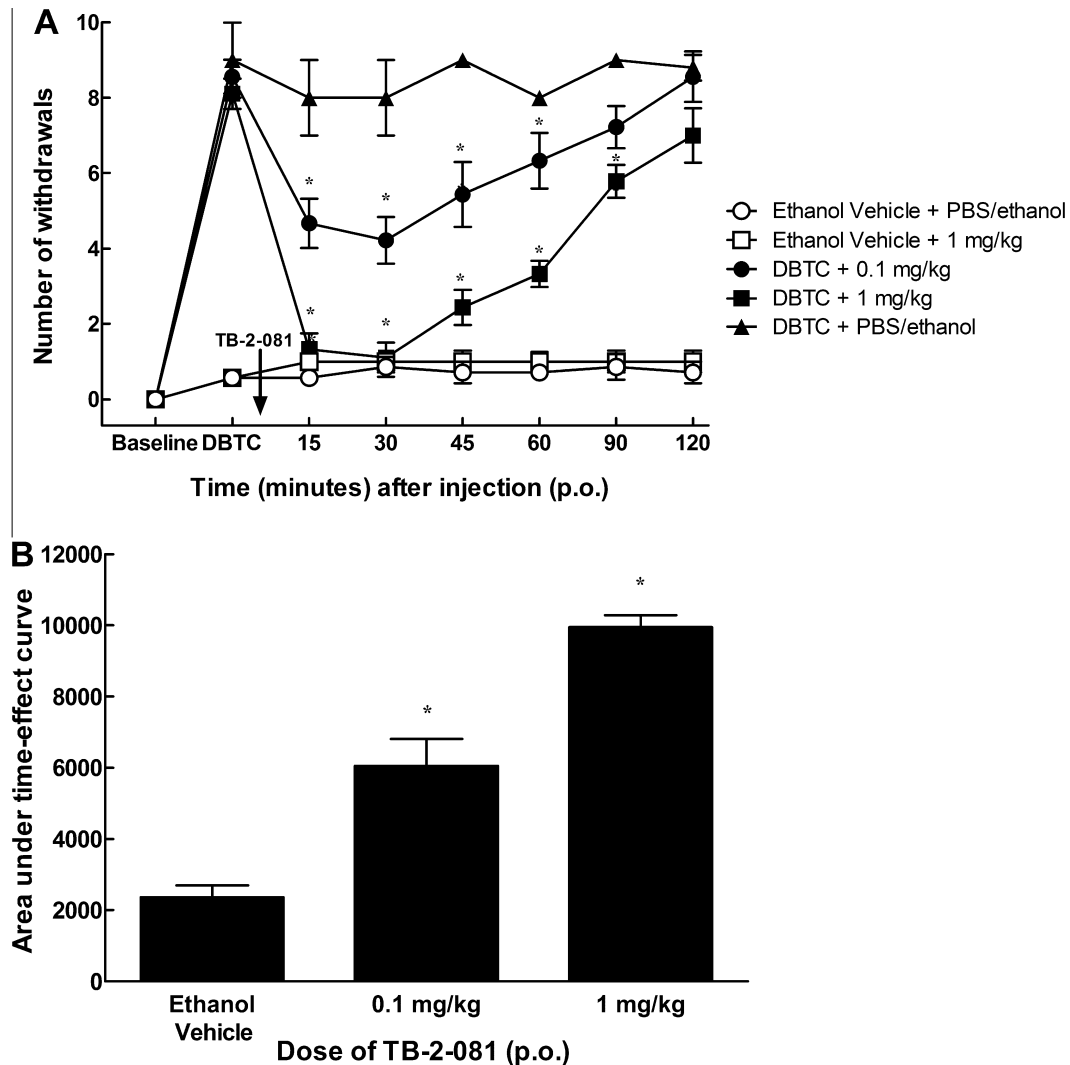 A
10
8
6
4
2
0
Number of withdrawals
* * * *
* * * * *
TB-2-081
Baseline DBTC 15 30 45 60 90 120
Time (minutes) after injection (p.o.)
Ethanol Vehicle + PBS/ethanol
Ethanol Vehicle + 1 mg/kg
DBTC + 0.1 mg/kg
DBTC + 1 mg/kg
DBTC + PBS/ethanol
B
12000
10000
8000
6000
4000
2000
0
Area under time-effect curve
*
*
Ethanol
Vehicle
0.1 mg/kg
1 mg/kg
Dose of TB-2-081 (p.o.)